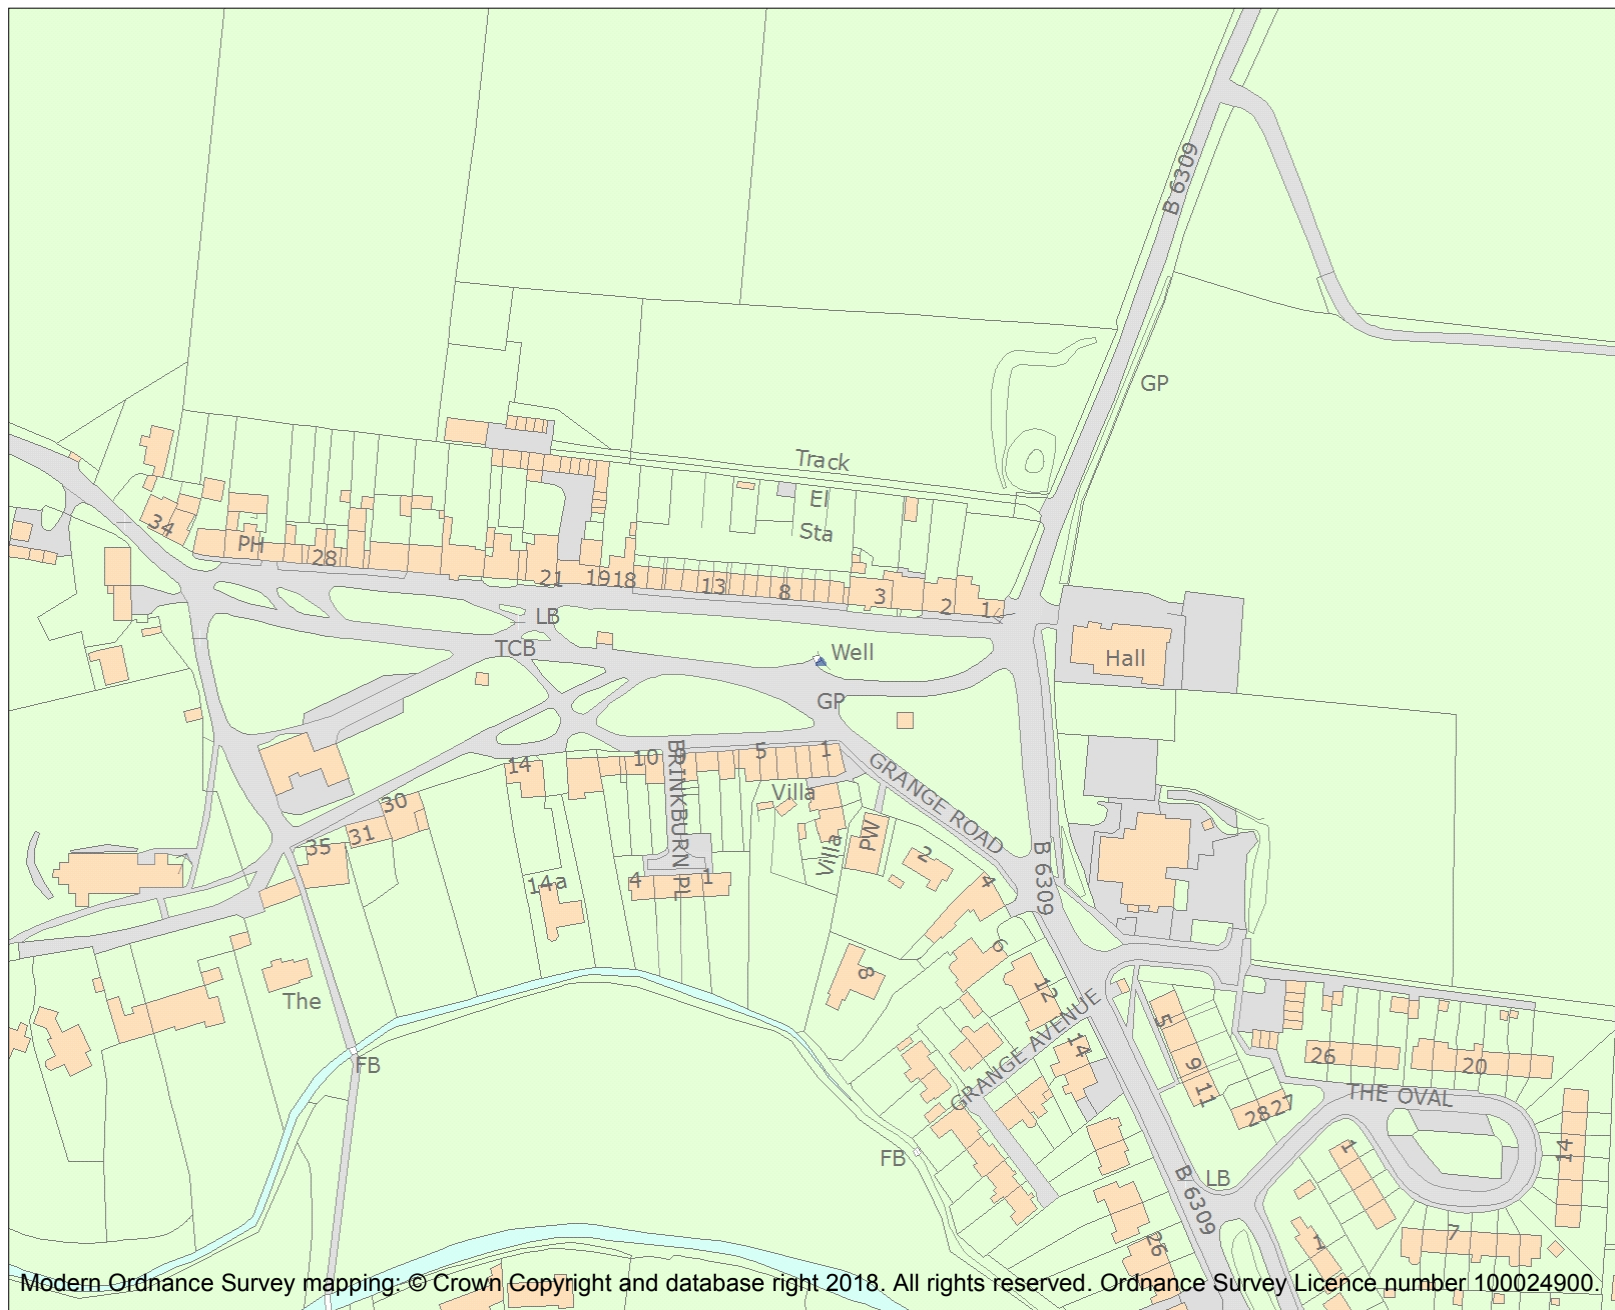 B 6309
GP
Track
El
Sta
34
PH
28
21
19
18
13
8
3
2
1
LB
TCB
Well
Hall
GP
BRINKBURN PL
10
9
5
1
14
Villa
GRANGE ROAD
30
31
35
Villa
PW
2
4
B 6309
14a
4
1
6
8
12
The
GRANGE AVENUE
5
14
9
11
FB
26
20
THE OVAL
28
27
FB
1
14
LB
B 6309
26
7
1
Modern Ordnance Survey mapping: © Crown Copyright and database right 2018. All rights reserved. Ordnance Survey Licence number 100024900.